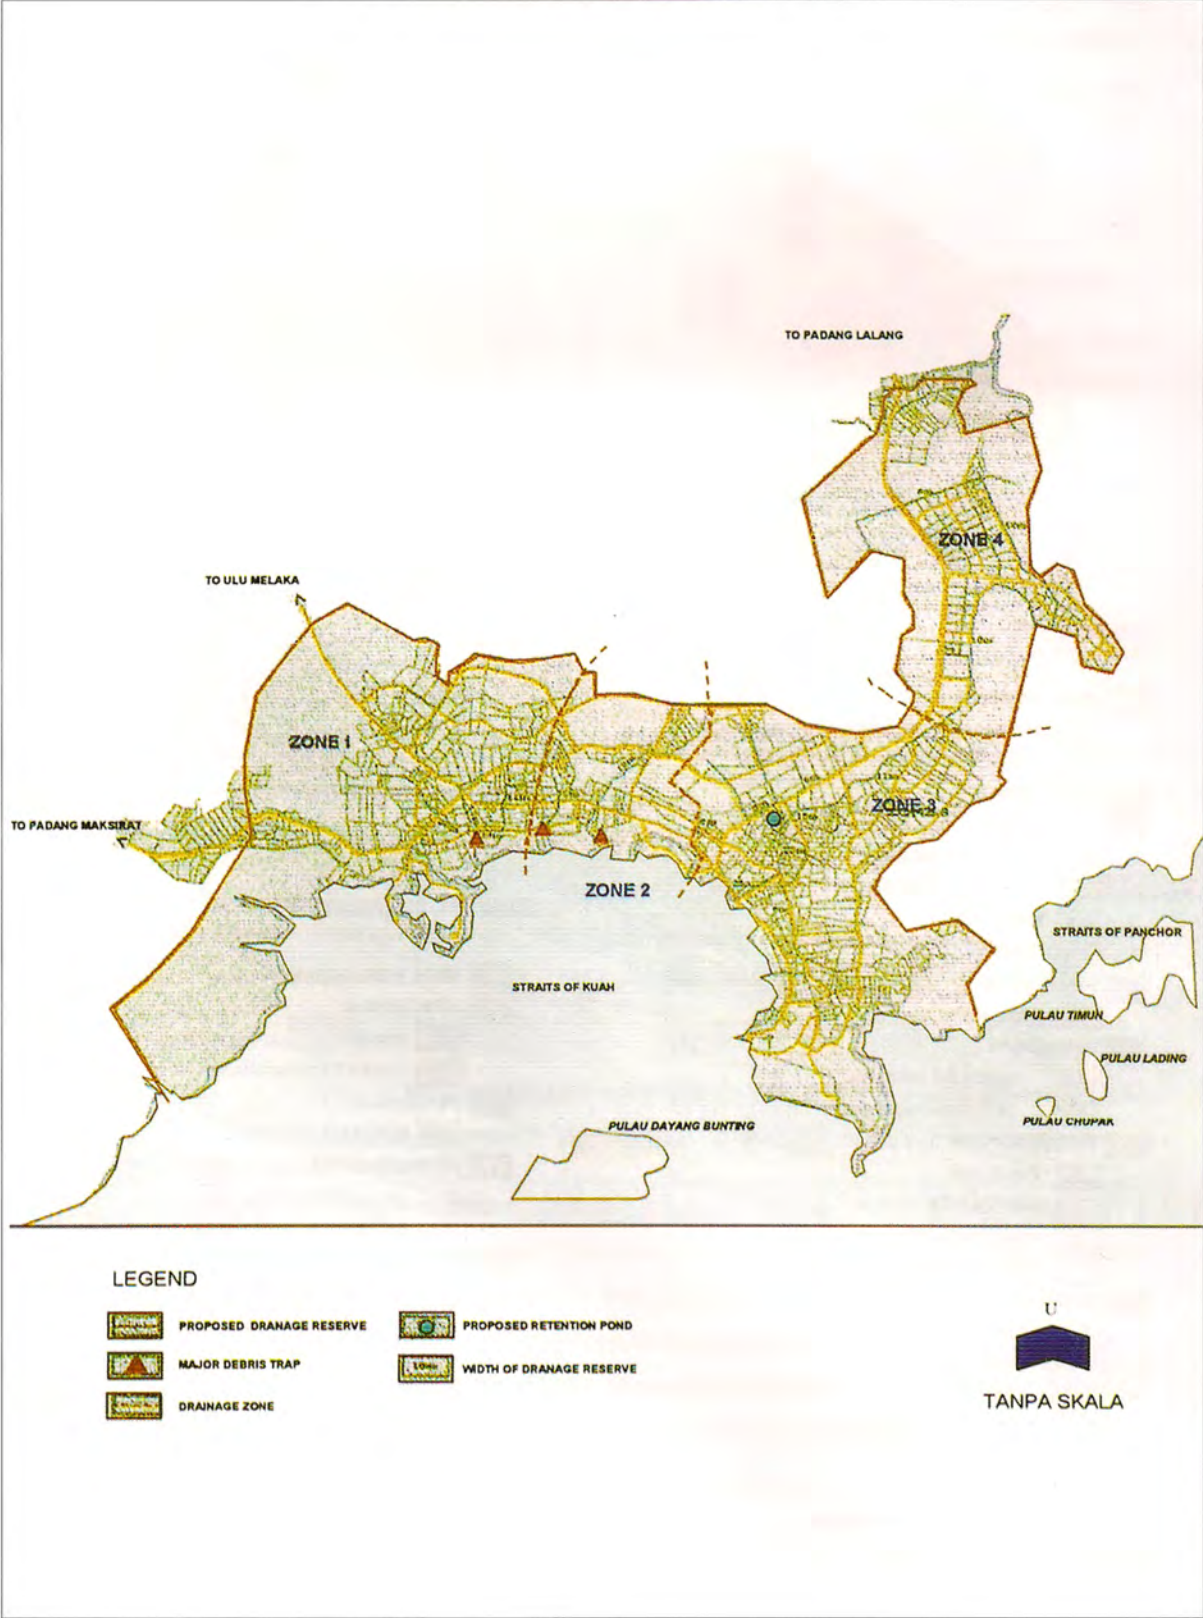 TO PADANG LALANG
ZONE 4
TO ULU MELAKA
ZONE 1
ZONE 3
TO PADANG MAKSIRAT
ZONE 2
STRAITS OF PANCHOR
STRAITS OF KUAH
PULAU TIMUN
PULAU LADING
PULAU CHUPAK
PULAU DAYANG BUNTING
LEGEND
PROPOSED DRANAGE RESERVE
PROPOSED RETENTION POND
MAJOR DEBRIS TRAP
WIDTH OF DRANAGE RESERVE
DRAINAGE ZONE
U
TANPA SKALA